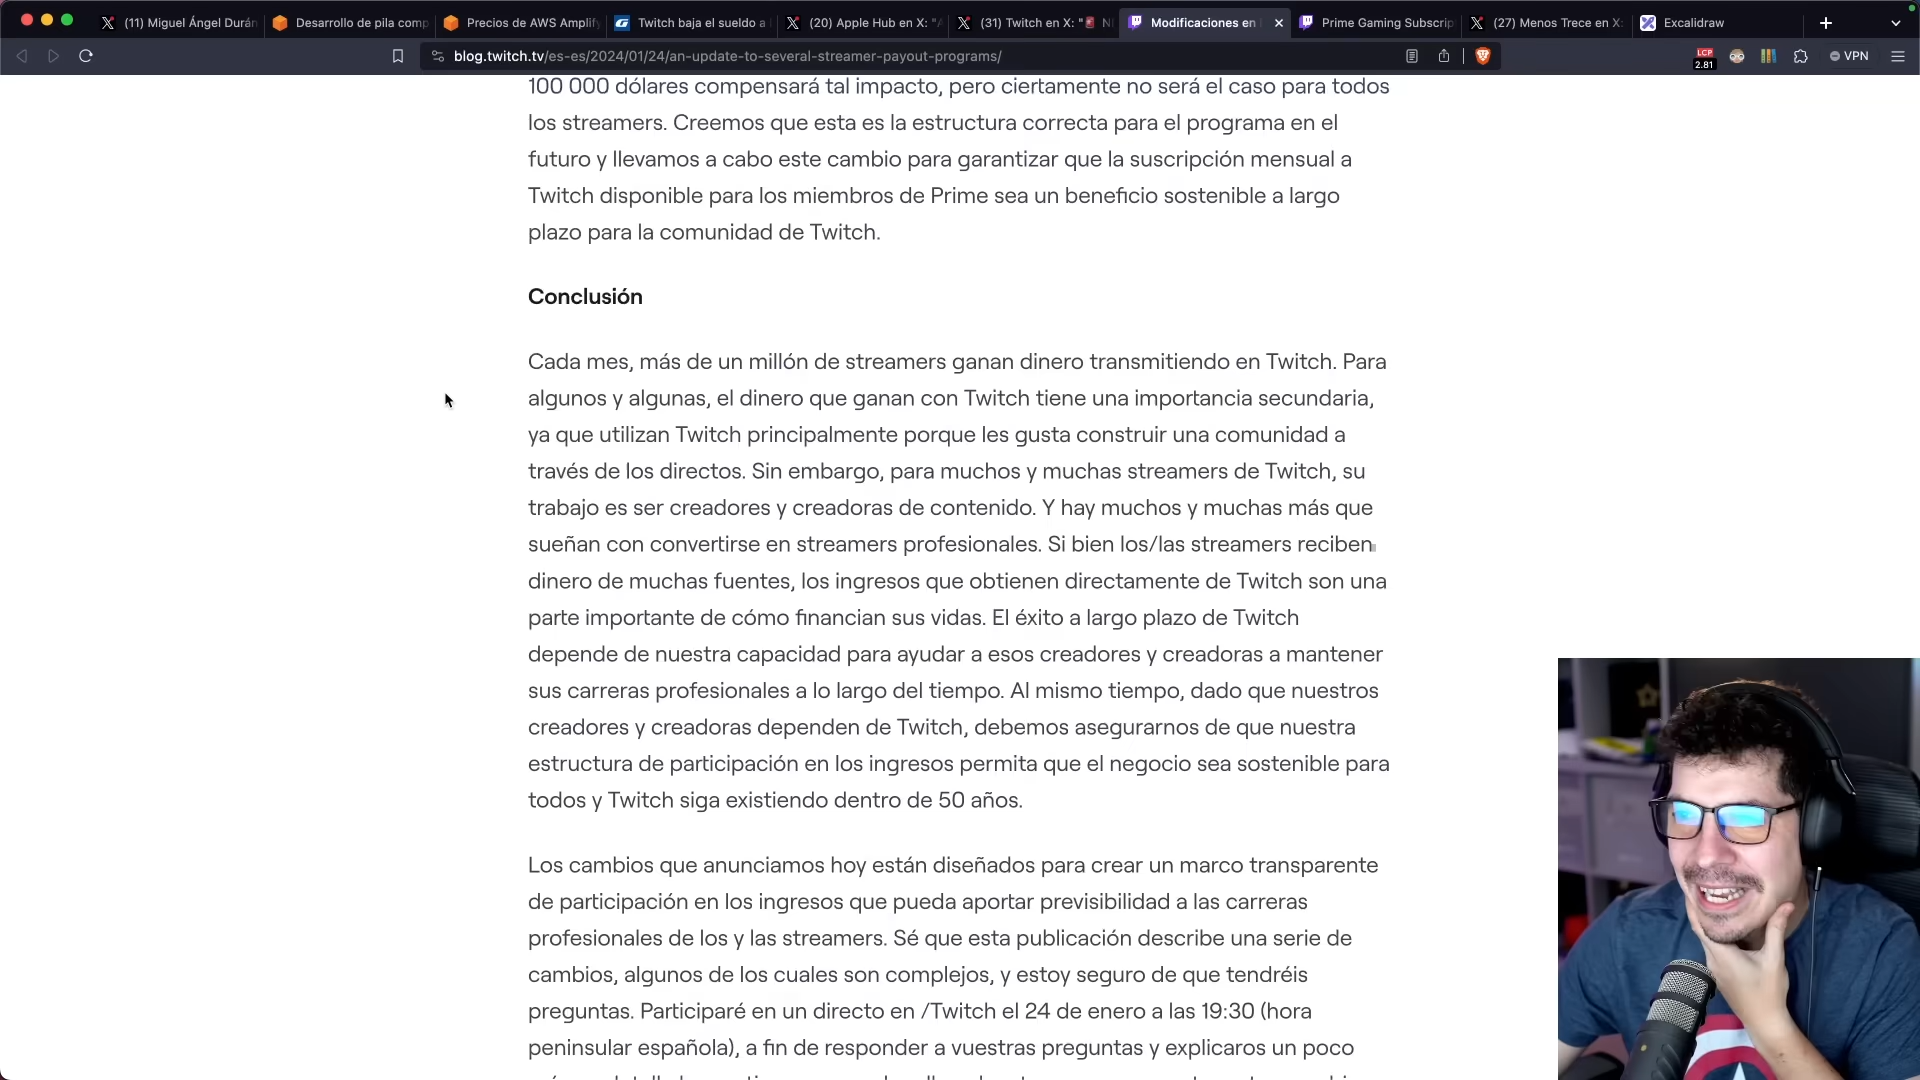 (11) Miguel Ángel Durán
Desarrollo de pila comp
Precios de AWS Amplify
Twitch baja el sueldo a
(20) Apple Hub en X: "A
(31) Twitch en X: "🚨 N
Modificaciones en
Prime Gaming Subscrip
(27) Menos Trece en X:
Excalidraw
blog.twitch.tv/es-es/2024/01/24/an-update-to-several-streamer-payout-programs/
LCP
2.81
VPN
100 000 dólares compensará tal impacto, pero ciertamente no será el caso para todos
los streamers. Creemos que esta es la estructura correcta para el programa en el
futuro y llevamos a cabo este cambio para garantizar que la suscripción mensual a
Twitch disponible para los miembros de Prime sea un beneficio sostenible a largo
plazo para la comunidad de Twitch.
Conclusión
Cada mes, más de un millón de streamers ganan dinero transmitiendo en Twitch. Para
algunos y algunas, el dinero que ganan con Twitch tiene una importancia secundaria,
ya que utilizan Twitch principalmente porque les gusta construir una comunidad a
través de los directos. Sin embargo, para muchos y muchas streamers de Twitch, su
trabajo es ser creadores y creadoras de contenido. Y hay muchos y muchas más que
sueñan con convertirse en streamers profesionales. Si bien los/las streamers reciben
dinero de muchas fuentes, los ingresos que obtienen directamente de Twitch son una
parte importante de cómo financian sus vidas. El éxito a largo plazo de Twitch
depende de nuestra capacidad para ayudar a esos creadores y creadoras a mantener
sus carreras profesionales a lo largo del tiempo. Al mismo tiempo, dado que nuestros
creadores y creadoras dependen de Twitch, debemos asegurarnos de que nuestra
estructura de participación en los ingresos permita que el negocio sea sostenible para
todos y Twitch siga existiendo dentro de 50 años.
Los cambios que anunciamos hoy están diseñados para crear un marco transparente
de participación en los ingresos que pueda aportar previsibilidad a las carreras
profesionales de los y las streamers. Sé que esta publicación describe una serie de
cambios, algunos de los cuales son complejos, y estoy seguro de que tendréis
preguntas. Participaré en un directo en /Twitch el 24 de enero a las 19:30 (hora
peninsular española), a fin de responder a vuestras preguntas y explicaros un poco